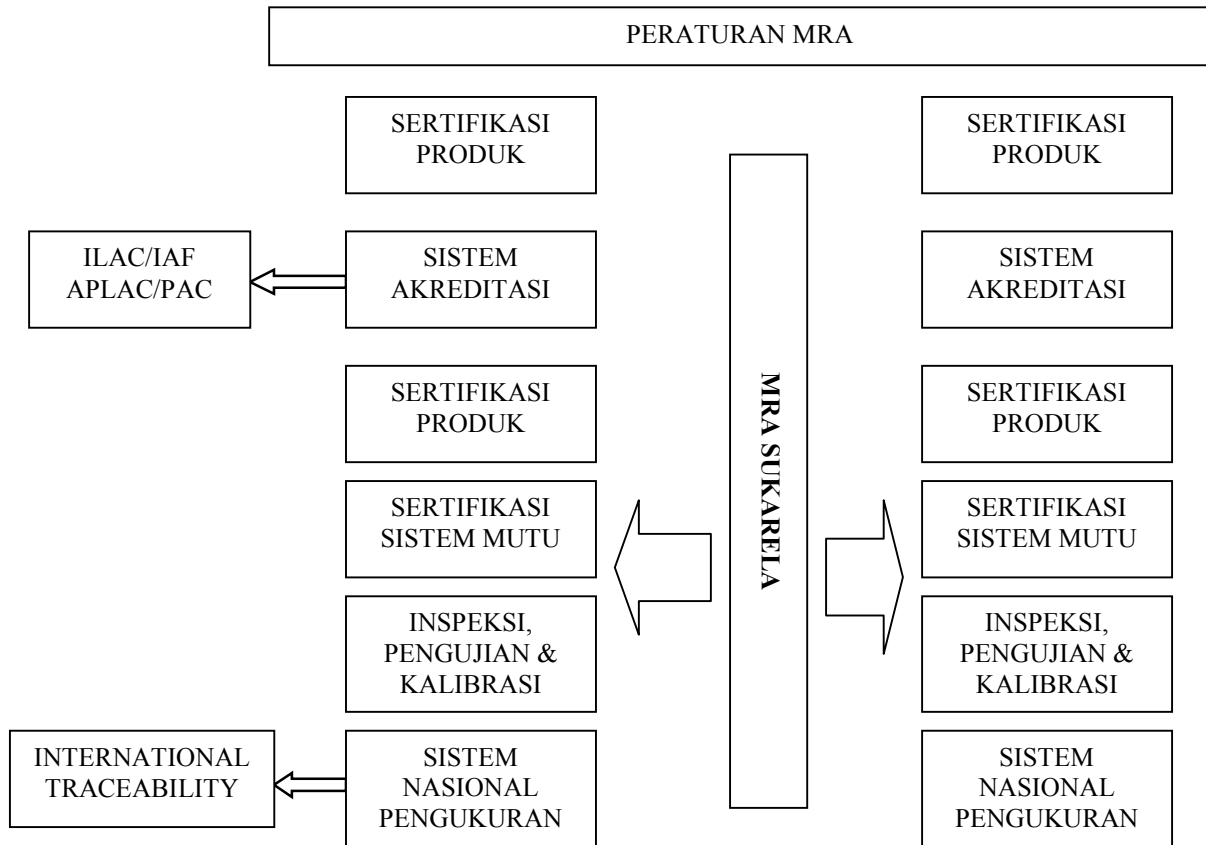 PERATURAN MRA
SERTIFIKASI
PRODUK
SERTIFIKASI
PRODUK
ILAC/IAF
APLAC/PAC
SISTEM
AKREDITASI
SISTEM
AKREDITASI
MRA SUKARELA
SERTIFIKASI
PRODUK
SERTIFIKASI
PRODUK
SERTIFIKASI
SISTEM MUTU
SERTIFIKASI
SISTEM MUTU
INSPEKSI,
PENGUJIAN &
KALIBRASI
INSPEKSI,
PENGUJIAN &
KALIBRASI
INTERNATIONAL
TRACEABILITY
SISTEM
NASIONAL
PENGUKURAN
SISTEM
NASIONAL
PENGUKURAN